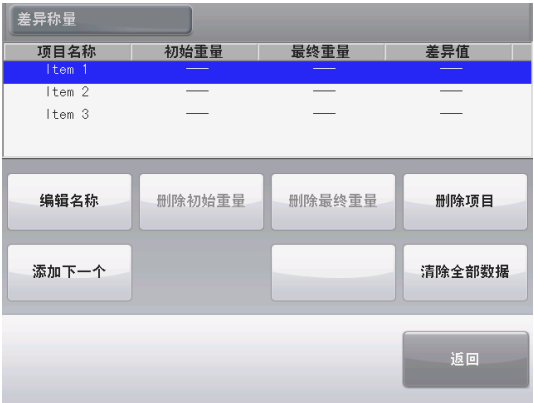 差异称量
项目名称 初始重量 最终重量 差异值
Item 1 — — —
Item 2 — — —
Item 3 — — —
编辑名称 删除初始重量 删除最终重量 删除项目
添加下一个 清除全部数据
返回